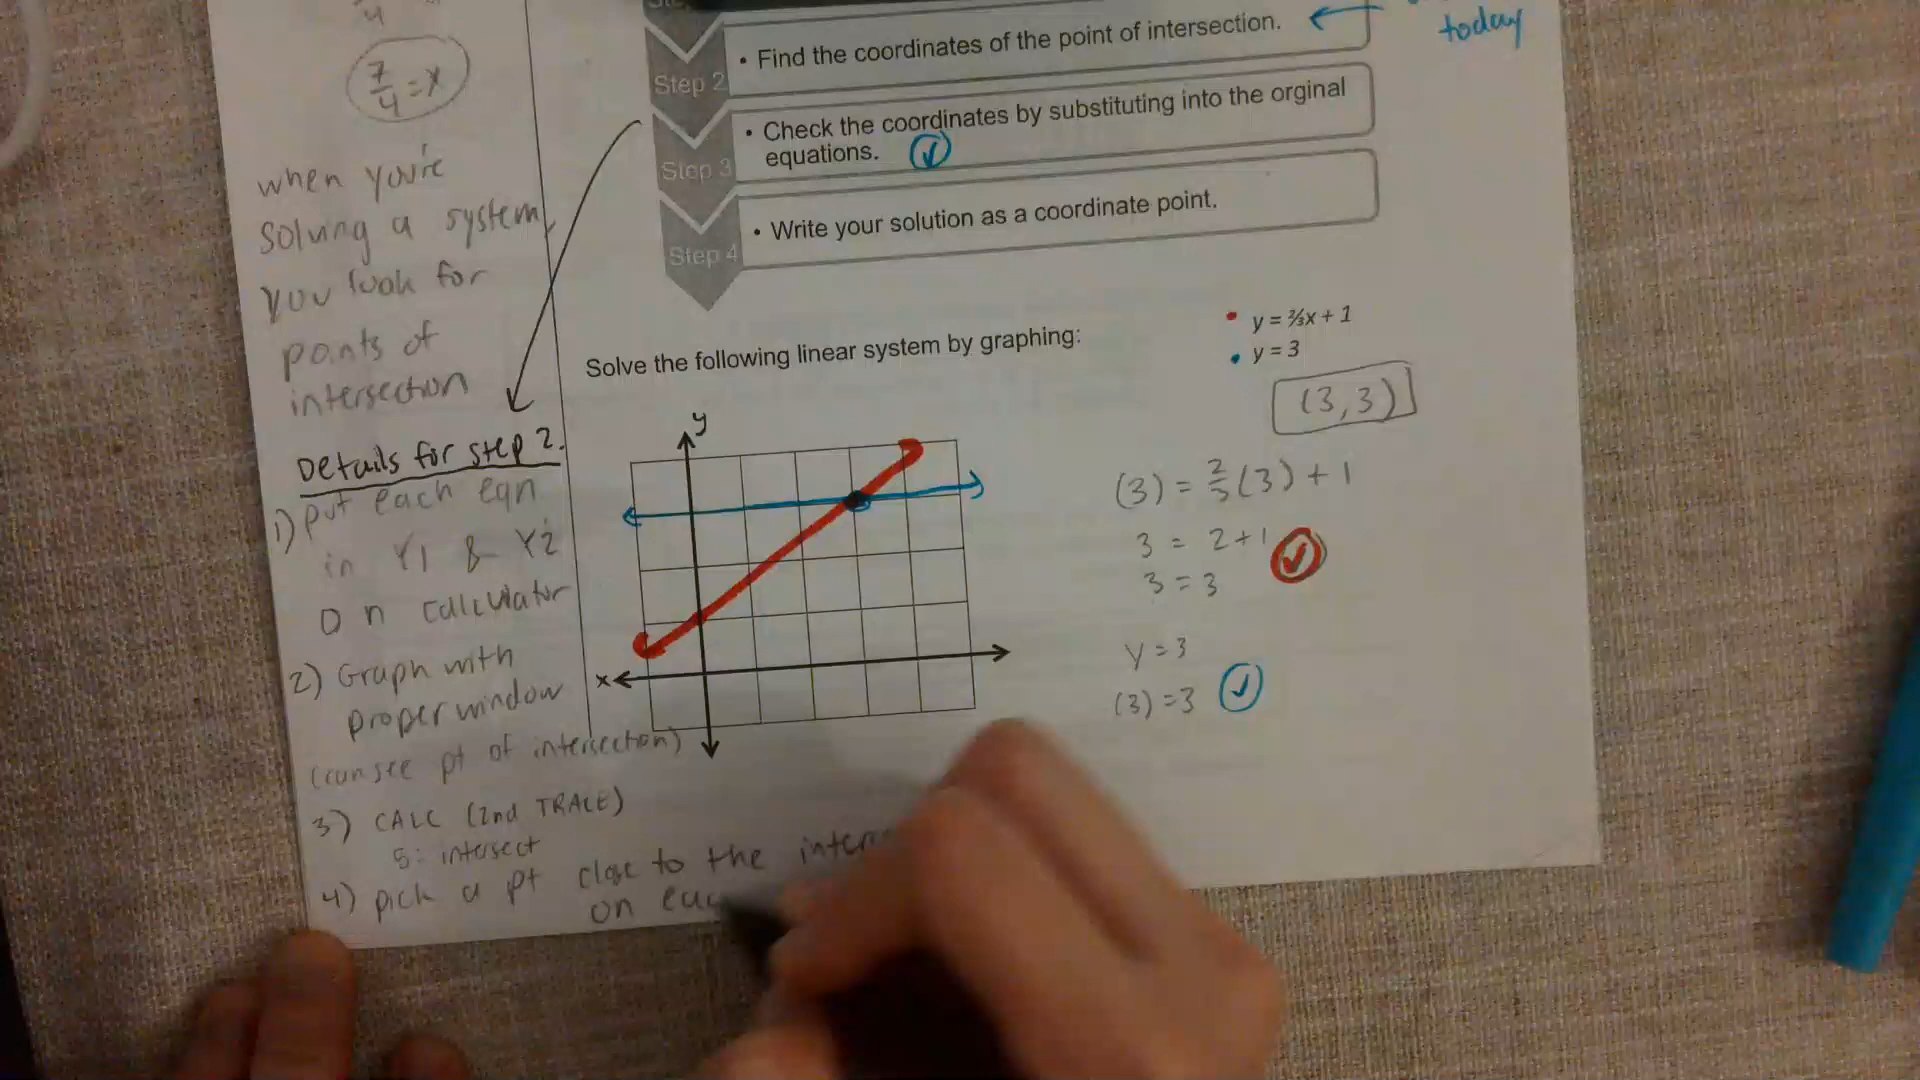 7/4 = x
when you're
solving a system,
you look for
points of
intersection
Details for step 2.
1) put each eqn
in Y1 & Y2
on calculator
2) Graph with
proper window
(can see pt of intersection)
3) CALC (2nd TRACE)
5: intersect
4) pick a pt close to the inter
on eac
today
• Find the coordinates of the point of intersection.
Step 2
• Check the coordinates by substituting into the orginal
equations.
Step 3
• Write your solution as a coordinate point.
Step 4
Solve the following linear system by graphing:
• y = ⅔x + 1
• y = 3
(3,3)
y
x
(3) = 2/3 (3) + 1
3 = 2+1
3 = 3
y = 3
(3) = 3